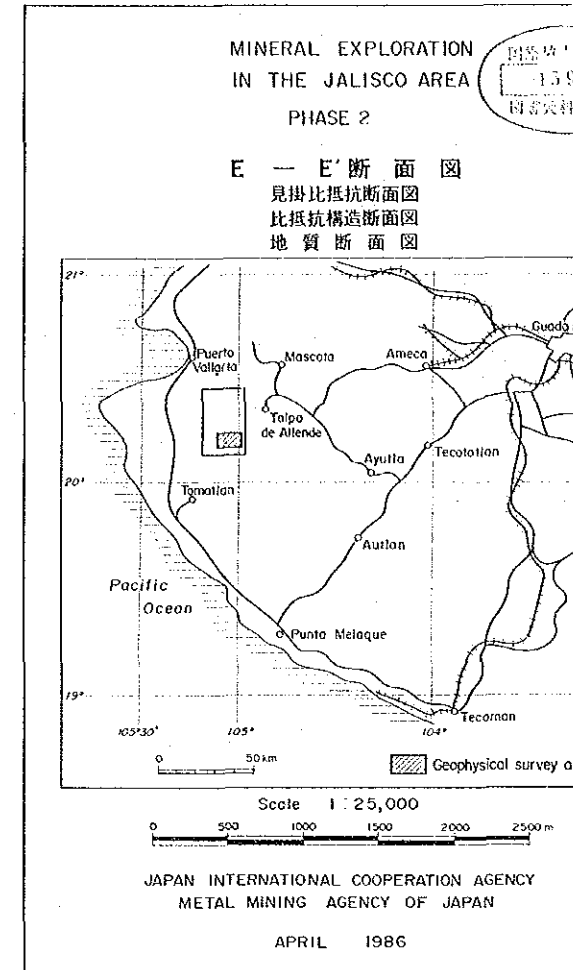 MINERAL EXPLORATION
IN THE JALISCO AREA
PHASE 2
E — E' 断面図
見掛比抵抗断面図
比抵抗構造断面図
地質断面図
21°
Guada
Puerto
Vallarta
Mascota
Ameca
Talpa
de Allende
Ayutla
Tecolotlan
20°
Tomatlan
Autlan
Pacific
Ocean
Punta Melaque
19°
Tecoman
105°30'
105°
104°
0 50km
Geophysical survey a
Scale 1:25,000
0 500 1000 1500 2000 2500 m
JAPAN INTERNATIONAL COOPERATION AGENCY
METAL MINING AGENCY OF JAPAN
APRIL 1986